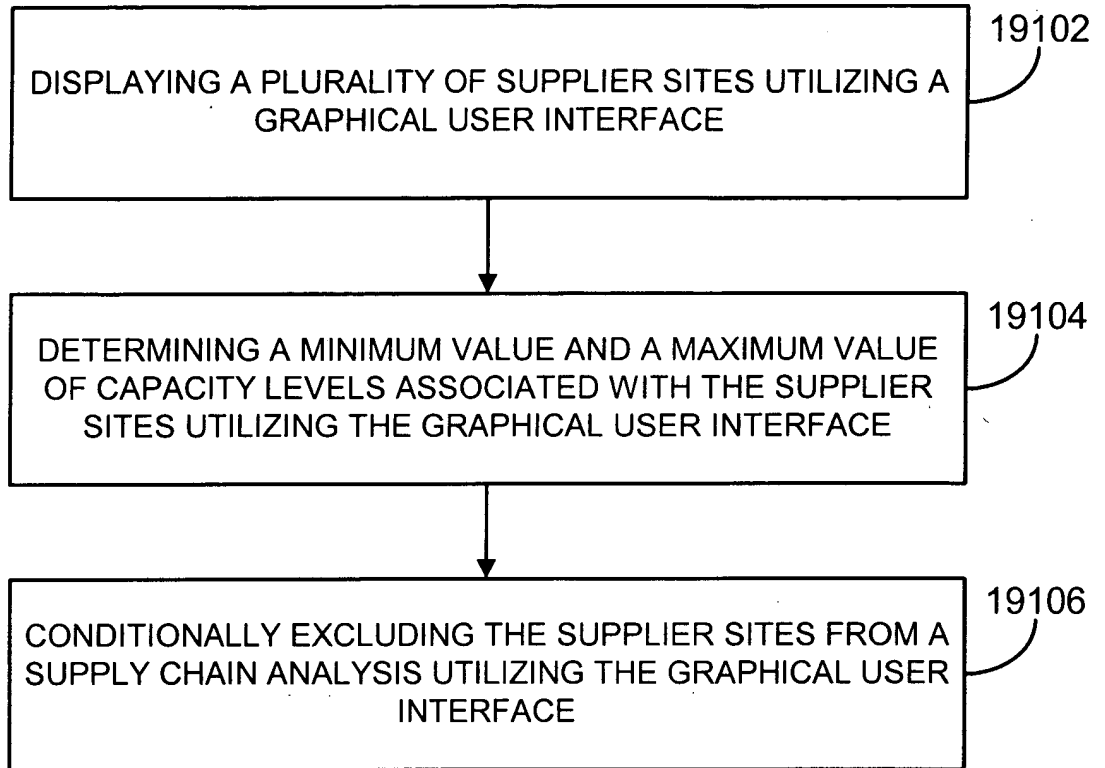 19102
DISPLAYING A PLURALITY OF SUPPLIER SITES UTILIZING A
GRAPHICAL USER INTERFACE
19104
DETERMINING A MINIMUM VALUE AND A MAXIMUM VALUE
OF CAPACITY LEVELS ASSOCIATED WITH THE SUPPLIER
SITES UTILIZING THE GRAPHICAL USER INTERFACE
19106
CONDITIONALLY EXCLUDING THE SUPPLIER SITES FROM A
SUPPLY CHAIN ANALYSIS UTILIZING THE GRAPHICAL USER
INTERFACE